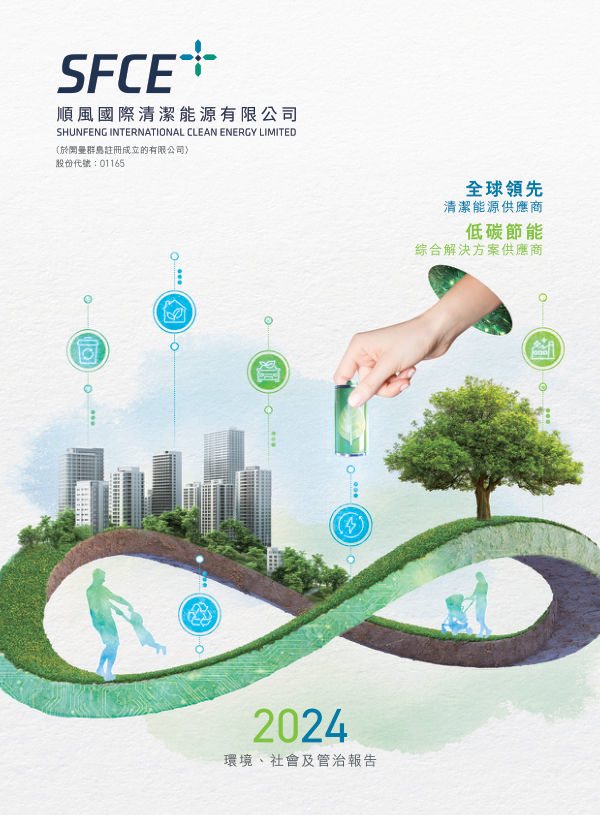 SFCE
順風國際清潔能源有限公司
SHUNFENG INTERNATIONAL CLEAN ENERGY LIMITED
(於開曼群島註冊成立的有限公司)
股份代號：01165
全球領先
清潔能源供應商
低碳節能
綜合解決方案供應商
2024
環境、社會及管治報告